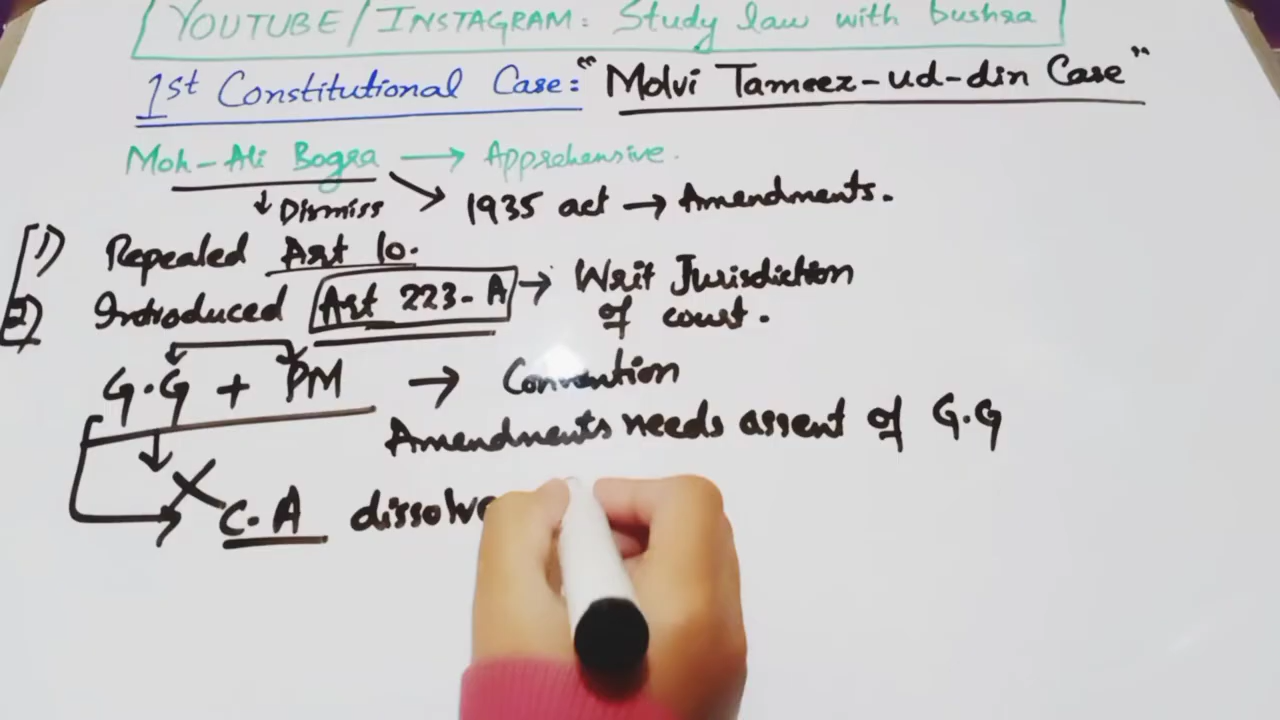 YOUTUBE/INSTAGRAM: Study law with bushra
1st Constitutional Case: "Molvi Tameez-ud-din Case"
Moh-Ali Bogra → Apprehensive.
↓ Dismiss → 1935 act → Amendments.
1) Repealed Art 10.
2) Introduced Art 223-A → Writ Jurisdiction
of court.
G.G + PM → Convention
Amendments needs assent of G.G
C.A dissolve